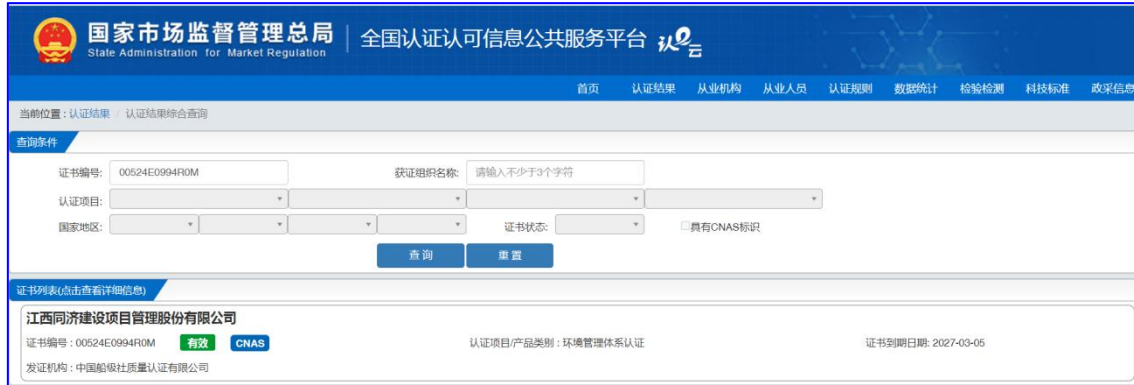 国家市场监督管理总局 全国认证认可信息公共服务平台 认e云
State Administration for Market Regulation
首页 认证结果 从业机构 从业人员 认证规则 数据统计 检验检测 科技标准 政采信息
当前位置：认证结果 / 认证结果综合查询
查询条件
证书编号: 00524E0994R0M 获证组织名称: 请输入不少于3个字符
认证项目:
国家地区: 证书状态: 具有CNAS标识
查询 重置
证书列表(点击查看详细信息)
江西同济建设项目管理股份有限公司
证书编号：00524E0994R0M 有效 CNAS 认证项目/产品类别：环境管理体系认证 证书到期日期: 2027-03-05
发证机构：中国船级社质量认证有限公司